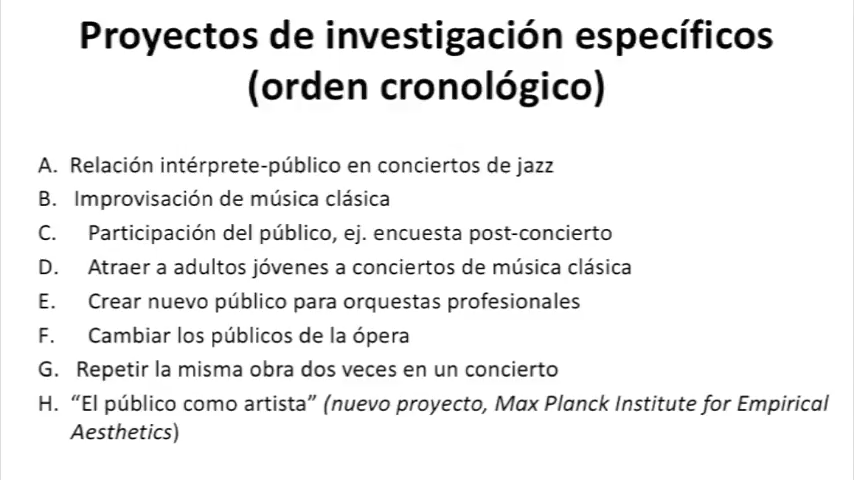 Proyectos de investigación específicos
(orden cronológico)
A. Relación intérprete-público en conciertos de jazz
B. Improvisación de música clásica
C. Participación del público, ej. encuesta post-concierto
D. Atraer a adultos jóvenes a conciertos de música clásica
E. Crear nuevo público para orquestas profesionales
F. Cambiar los públicos de la ópera
G. Repetir la misma obra dos veces en un concierto
H. “El público como artista” (nuevo proyecto, Max Planck Institute for Empirical
Aesthetics)